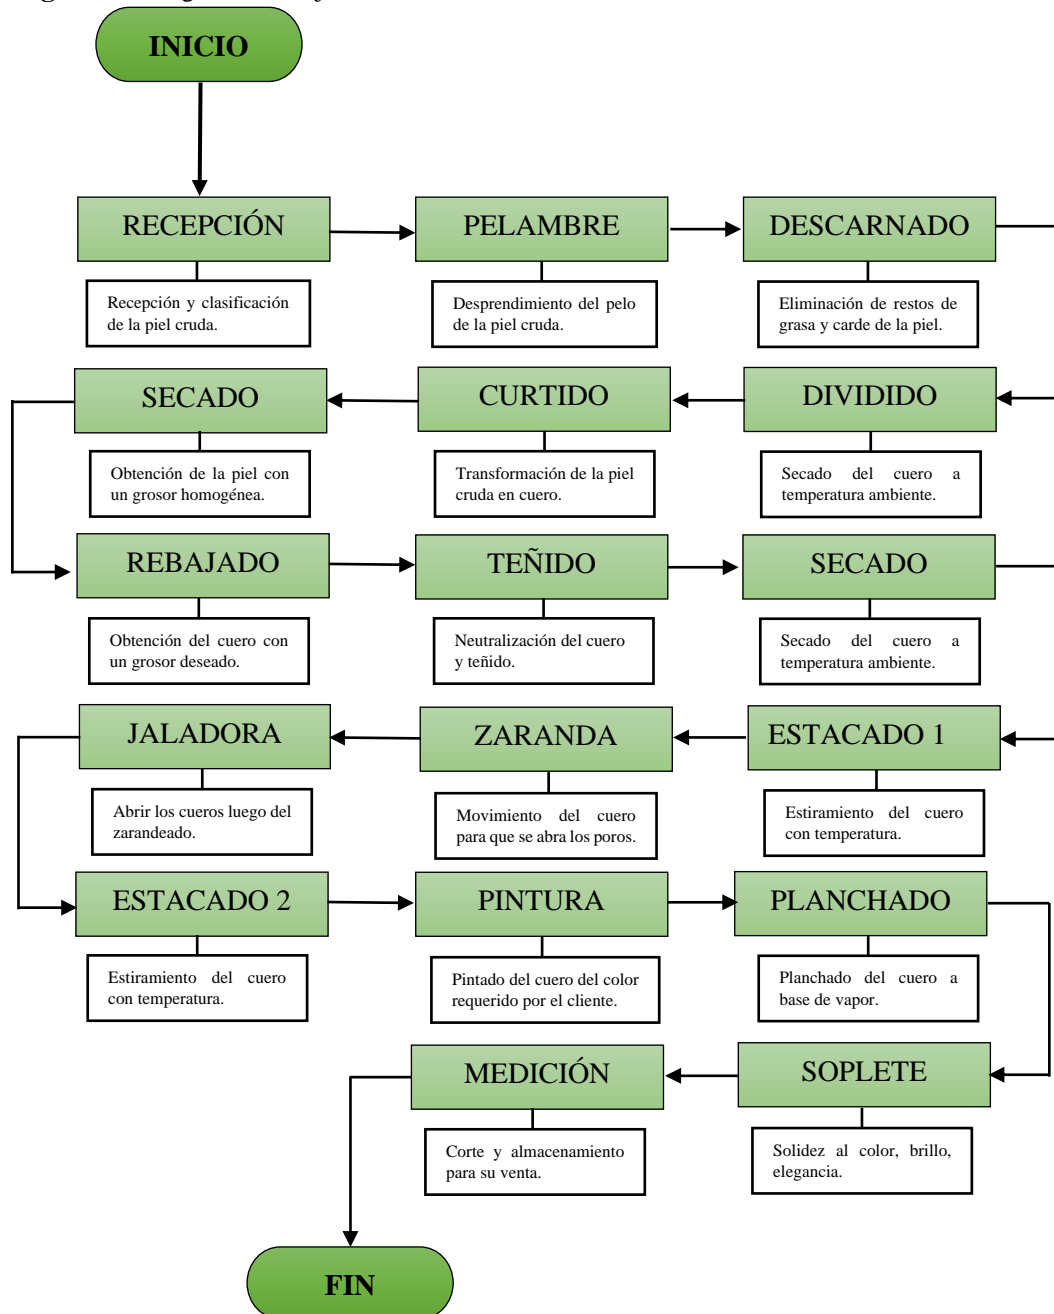 INICIO
RECEPCIÓN
Recepción y clasificación
de la piel cruda.
PELAMBRE
Desprendimiento del pelo
de la piel cruda.
DESCARNADO
Eliminación de restos de
grasa y carde de la piel.
DIVIDIDO
Secado del cuero a
temperatura ambiente.
CURTIDO
Transformación de la piel
cruda en cuero.
SECADO
Obtención de la piel con
un grosor homogénea.
REBAJADO
Obtención del cuero con
un grosor deseado.
TEÑIDO
Neutralización del cuero
y teñido.
SECADO
Secado del cuero a
temperatura ambiente.
ESTACADO 1
Estiramiento del cuero
con temperatura.
ZARANDA
Movimiento del cuero
para que se abra los poros.
JALADORA
Abrir los cueros luego del
zarandeado.
ESTACADO 2
Estiramiento del cuero
con temperatura.
PINTURA
Pintado del cuero del color
requerido por el cliente.
PLANCHADO
Planchado del cuero a
base de vapor.
SOPLETE
Solidez al color, brillo,
elegancia.
MEDICIÓN
Corte y almacenamiento
para su venta.
FIN